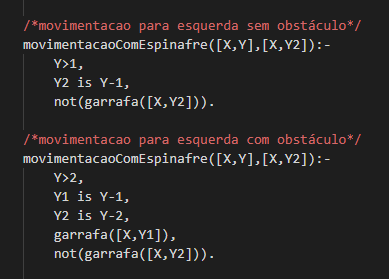 /*movimentacao para esquerda sem obstáculo*/
movimentacaoComEspinafre([X,Y],[X,Y2]):-
    Y>1,
    Y2 is Y-1,
    not(garrafa([X,Y2])).
/*movimentacao para esquerda com obstáculo*/
movimentacaoComEspinafre([X,Y],[X,Y2]):-
    Y>2,
    Y1 is Y-1,
    Y2 is Y-2,
    garrafa([X,Y1]),
    not(garrafa([X,Y2])).